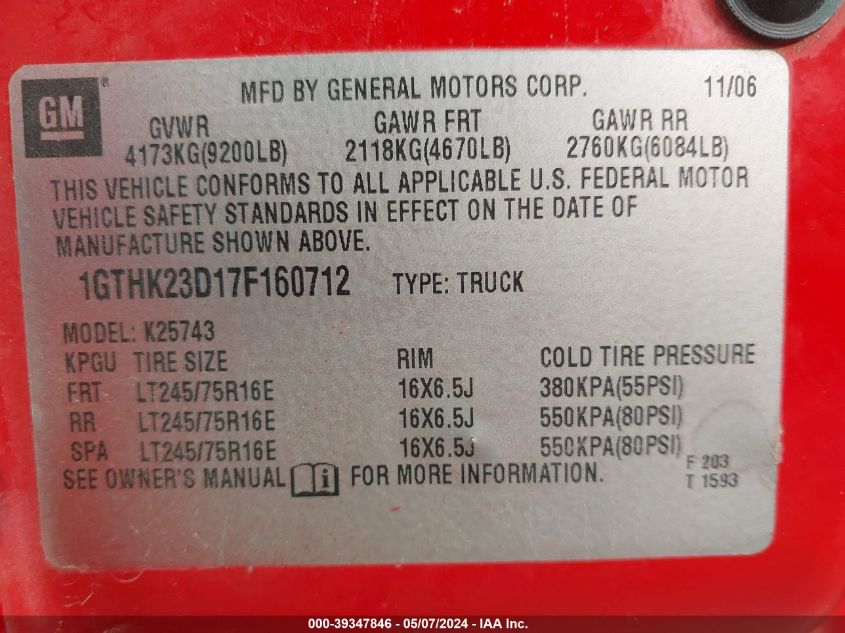 GM®
MFD BY GENERAL MOTORS CORP. 11/06
GVWR GAWR FRT GAWR RR
4173KG(9200LB) 2118KG(4670LB) 2760KG(6084LB)
THIS VEHICLE CONFORMS TO ALL APPLICABLE U.S. FEDERAL MOTOR
VEHICLE SAFETY STANDARDS IN EFFECT ON THE DATE OF
MANUFACTURE SHOWN ABOVE.
1GTHK23D17F160712 TYPE: TRUCK
MODEL: K25743
KPGU TIRE SIZE RIM COLD TIRE PRESSURE
FRT LT245/75R16E 16X6.5J 380KPA(55PSI)
RR LT245/75R16E 16X6.5J 550KPA(80PSI)
SPA LT245/75R16E 16X6.5J 550KPA(80PSI)
SEE OWNER'S MANUAL i FOR MORE INFORMATION.
F 203
T 1593
000-39347846 - 05/07/2024 - IAA Inc.